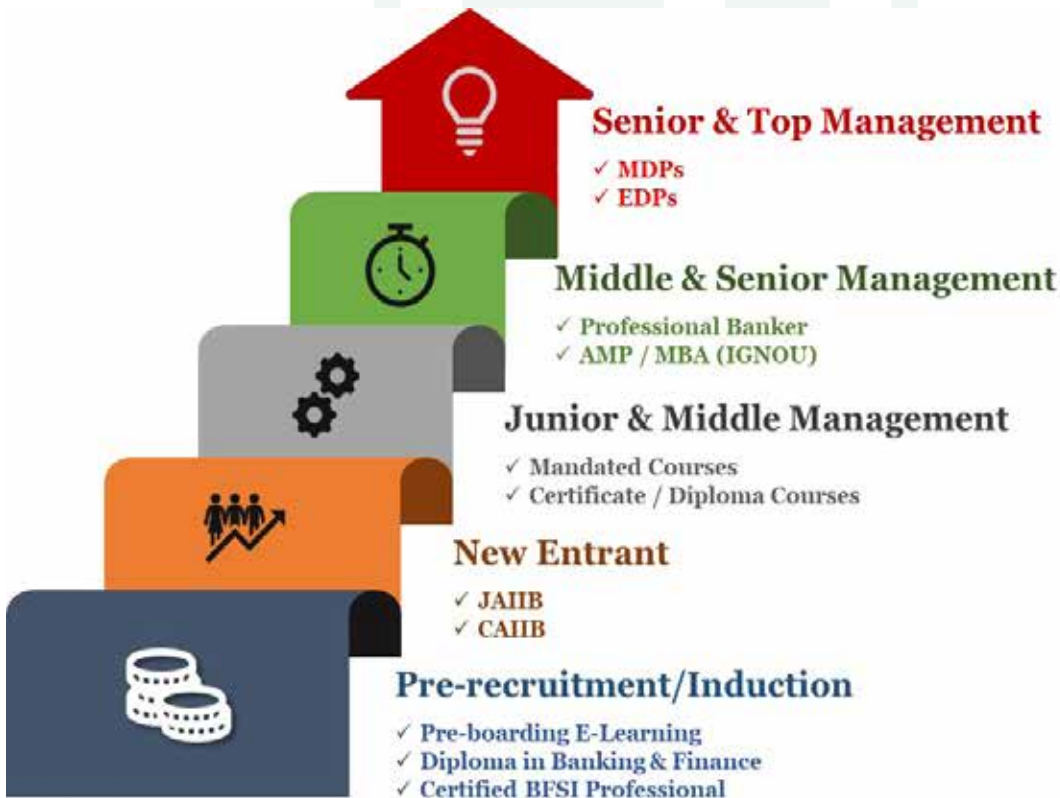 Senior & Top Management
✓ MDPs
✓ EDPs
Middle & Senior Management
✓ Professional Banker
✓ AMP / MBA (IGNOU)
Junior & Middle Management
✓ Mandated Courses
✓ Certificate / Diploma Courses
New Entrant
✓ JAIIB
✓ CAIIB
Pre-recruitment/Induction
✓ Pre-boarding E-Learning
✓ Diploma in Banking & Finance
✓ Certified BFSI Professional